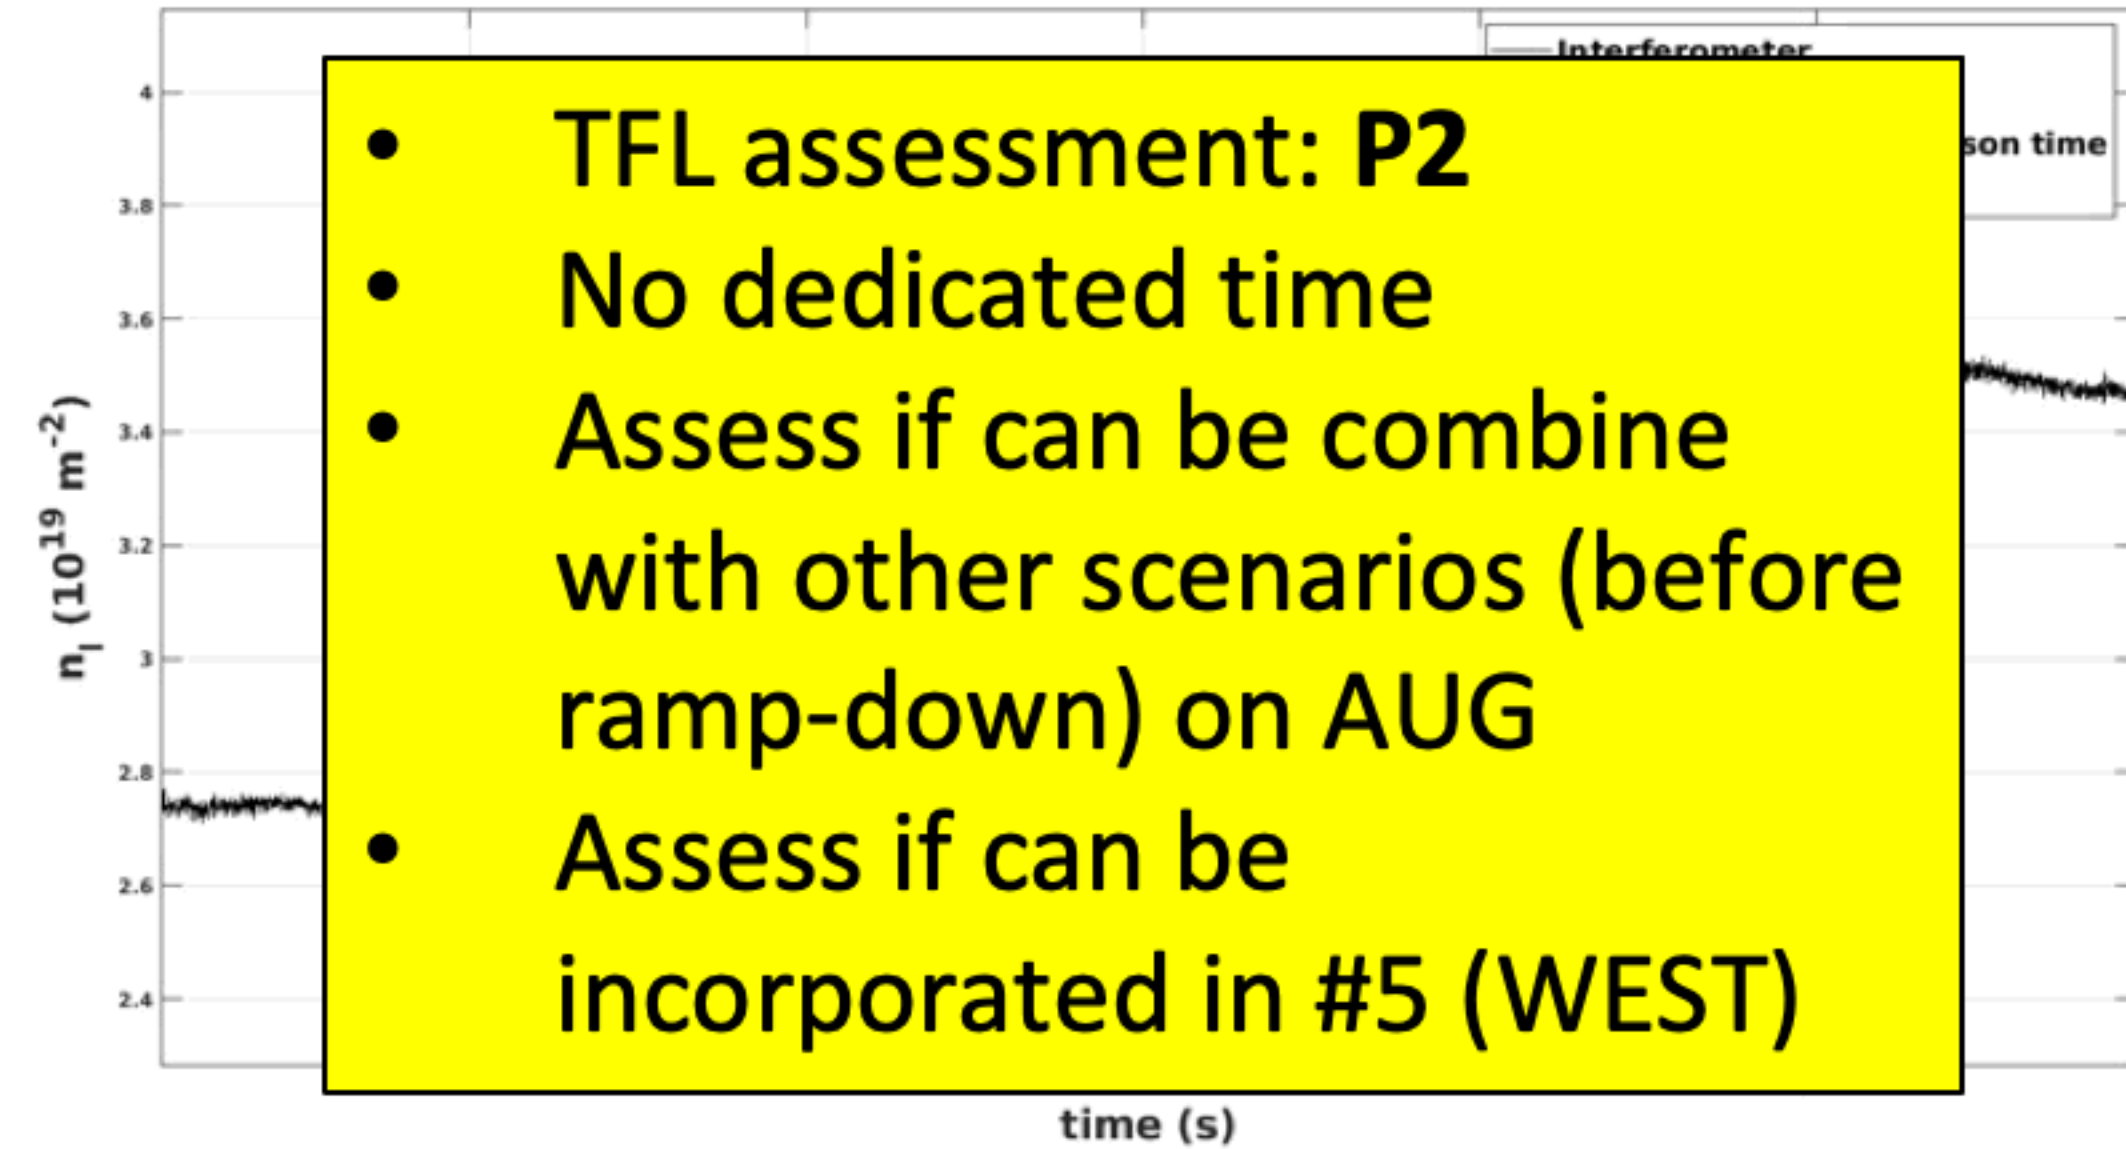 Interferometer
son time
4
3.8
3.6
3.4
3.2
3
2.8
2.6
2.4
n_l (10^19 m^-2)
• TFL assessment: P2
• No dedicated time
• Assess if can be combine
with other scenarios (before
ramp-down) on AUG
• Assess if can be
incorporated in #5 (WEST)
time (s)